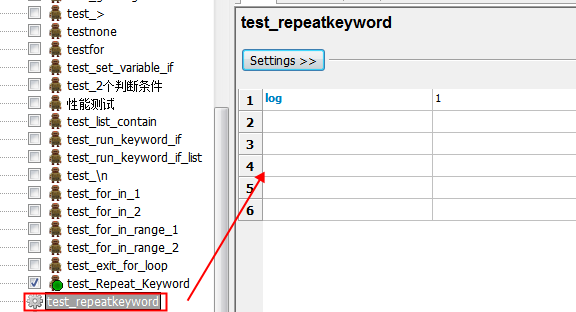 test_>
testnone
testfor
test_set_variable_if
test_2个判断条件
性能测试
test_list_contain
test_run_keyword_if
test_run_keyword_if_list
test_\n
test_for_in_1
test_for_in_2
test_for_in_range_1
test_for_in_range_2
test_exit_for_loop
test_Repeat_Keyword
test_repeatkeyword
test_repeatkeyword
Settings >>
1 log 1
2
3
4
5
6